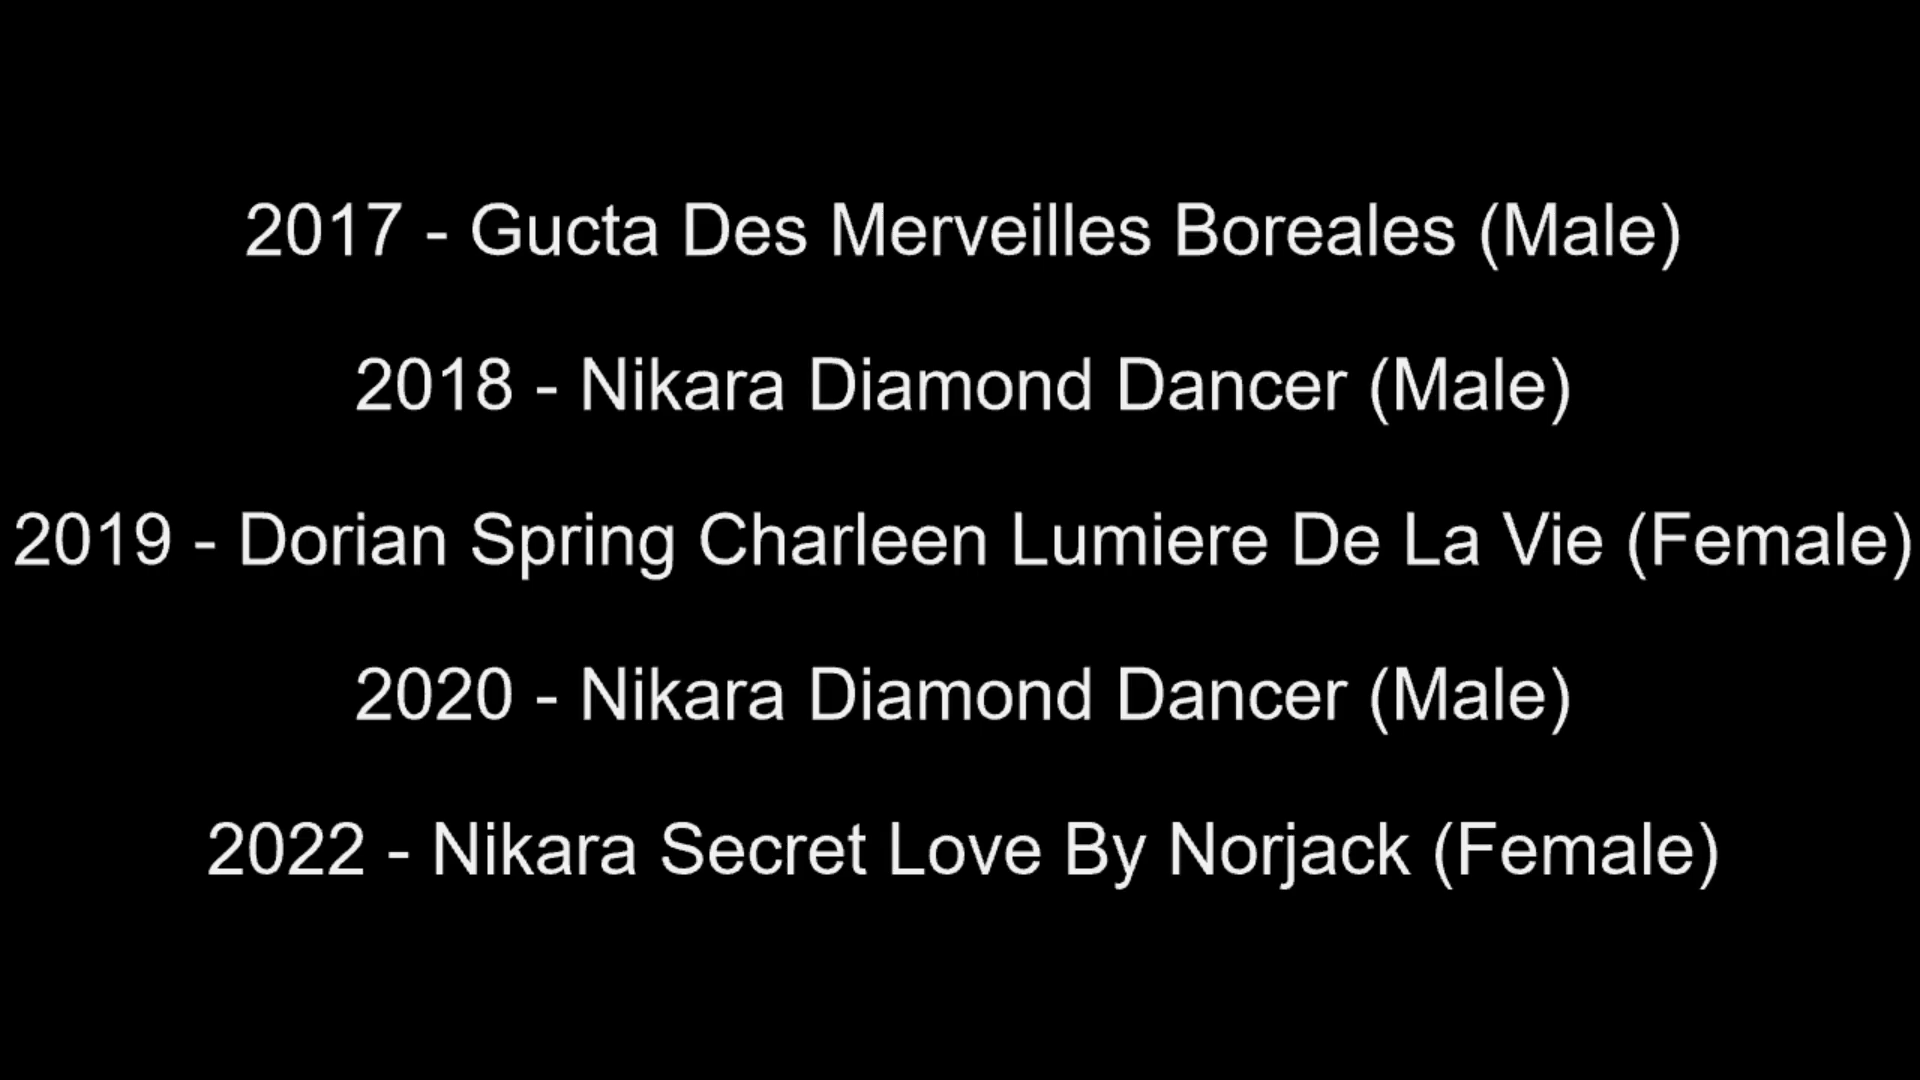 2017 - Gucta Des Merveilles Boreales (Male)
2018 - Nikara Diamond Dancer (Male)
2019 - Dorian Spring Charleen Lumiere De La Vie (Female)
2020 - Nikara Diamond Dancer (Male)
2022 - Nikara Secret Love By Norjack (Female)